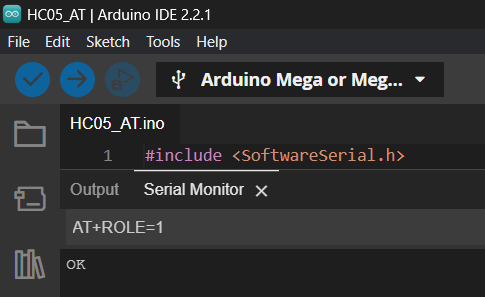 HC05_AT | Arduino IDE 2.2.1
File Edit Sketch Tools Help
Arduino Mega or Meg...
HC05_AT.ino
1 #include <SoftwareSerial.h>
Output Serial Monitor
AT+ROLE=1
OK